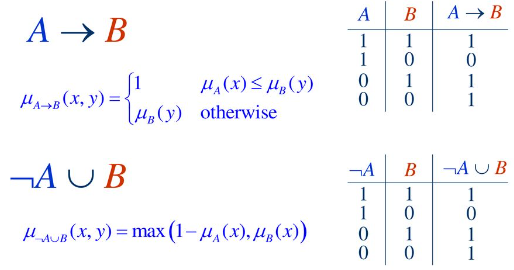 A → B
μ_{A→B}(x, y) = { 1  μ_A(x) ≤ μ_B(y)
μ_B(y)  otherwise
A  B  A → B
1  1  1
1  0  0
0  1  1
0  0  1
¬A ∪ B
μ_{¬A∪B}(x, y) = max(1− μ_A(x), μ_B(x))
¬A  B  ¬A ∪ B
1  1  1
1  0  0
0  1  1
0  0  1